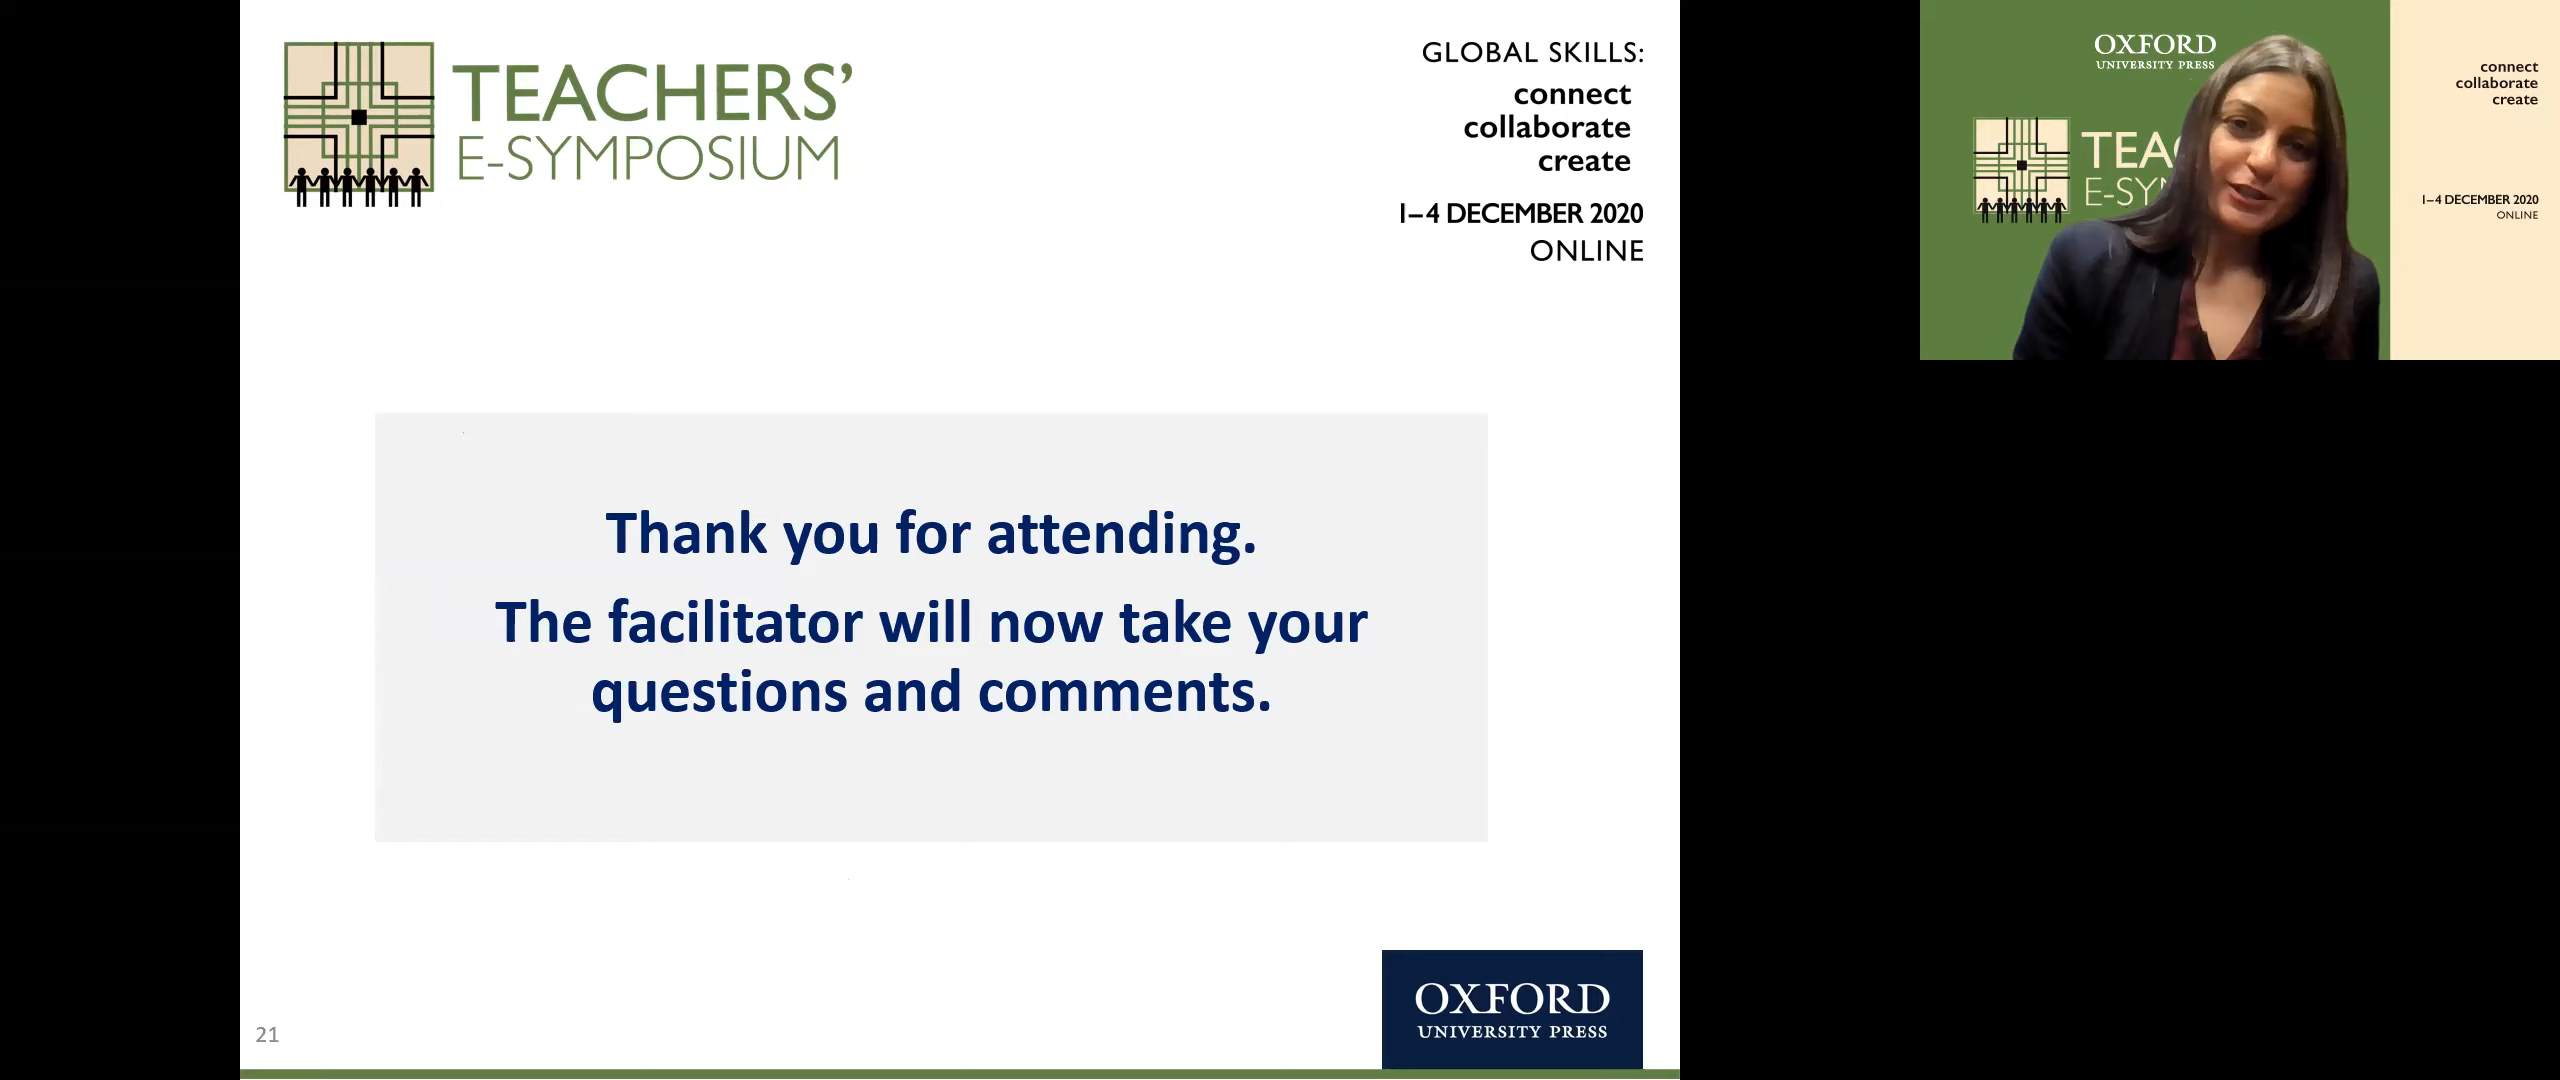 TEACHERS’
E-SYMPOSIUM
GLOBAL SKILLS:
connect
collaborate
create
1–4 DECEMBER 2020
ONLINE
Thank you for attending.
The facilitator will now take your
questions and comments.
21
OXFORD
UNIVERSITY PRESS
OXFORD
UNIVERSITY PRESS
TEAC
E-SYM
connect
collaborate
create
1–4 DECEMBER 2020
ONLINE